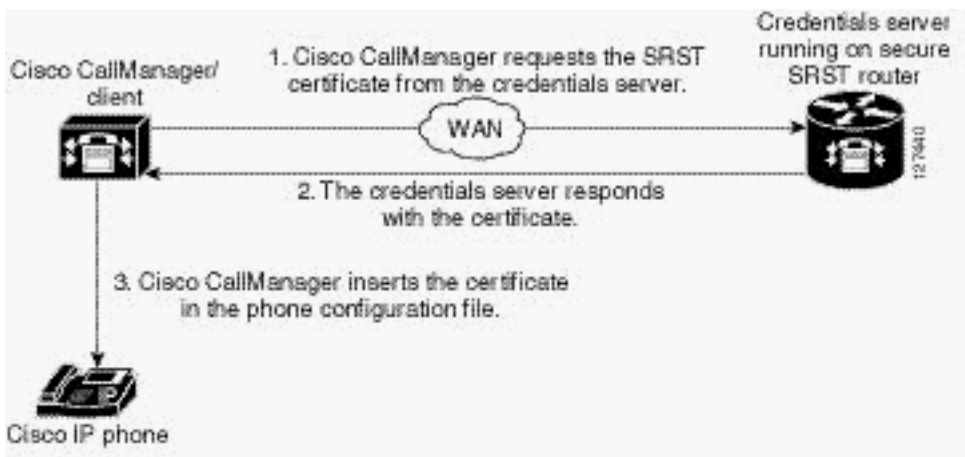 Credentials server
running on secure
SRST router
Cisco CallManager/
client
1. Cisco CallManager requests the SRST
certificate from the credentials server.
WAN
127440
2. The credentials server responds
with the certificate.
3. Cisco CallManager inserts the certificate
in the phone configuration file.
Cisco IP phone